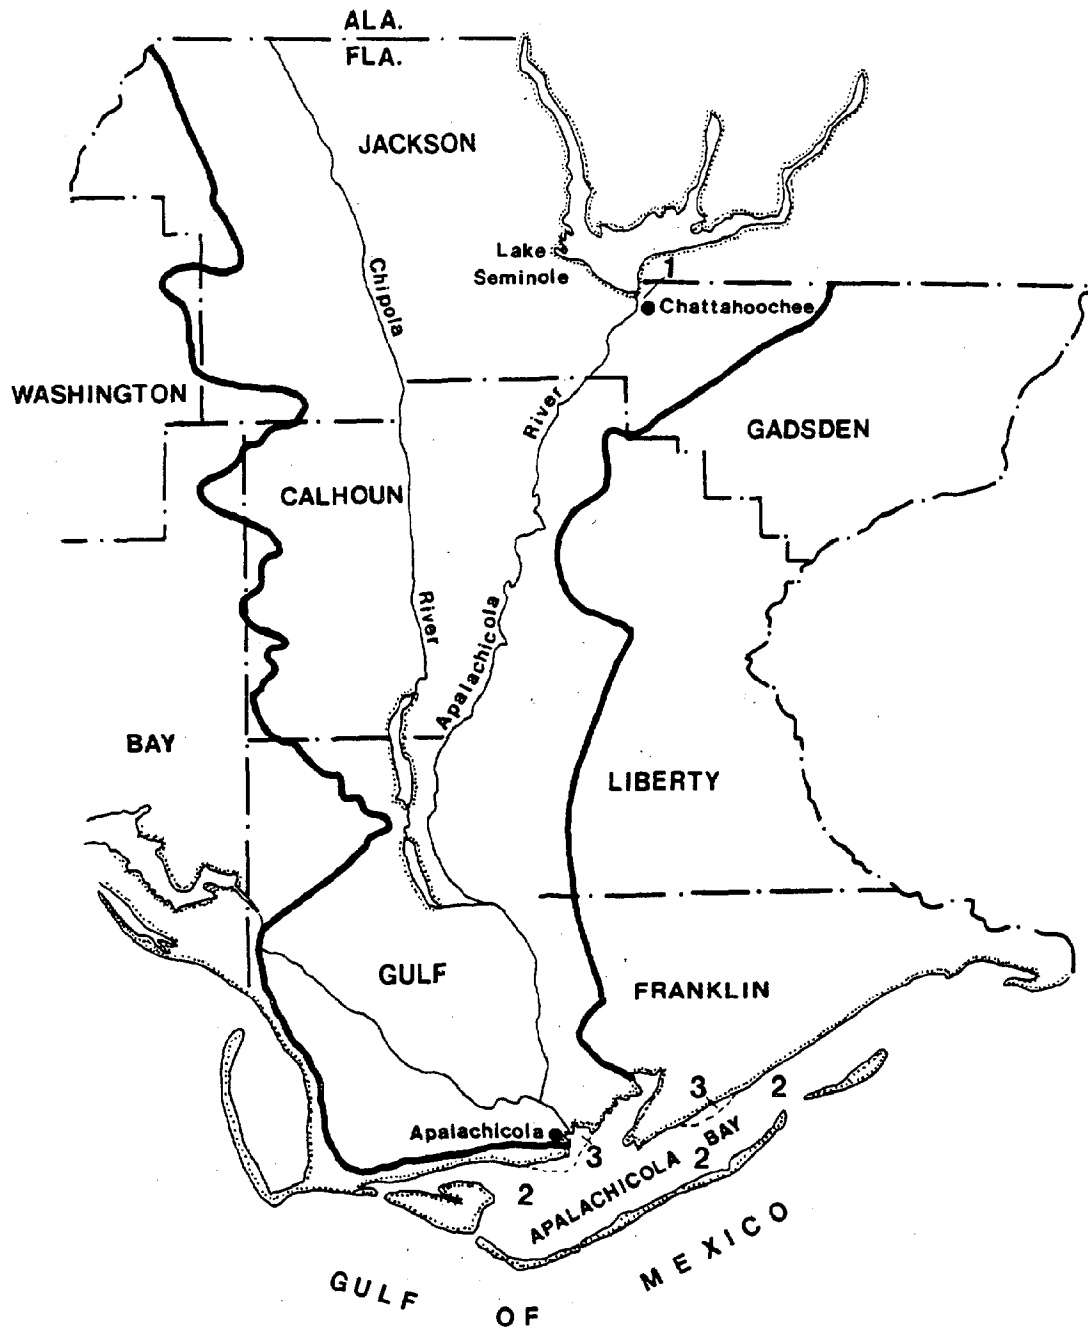 ALA.
FLA.
JACKSON
Lake
Seminole
1
Chattahoochee
Chipola
WASHINGTON
River
GADSDEN
CALHOUN
River
Apalachicola
BAY
LIBERTY
GULF
FRANKLIN
3
2
Apalachicola
3
2
2
APALACHICOLA BAY
GULF OF MEXICO